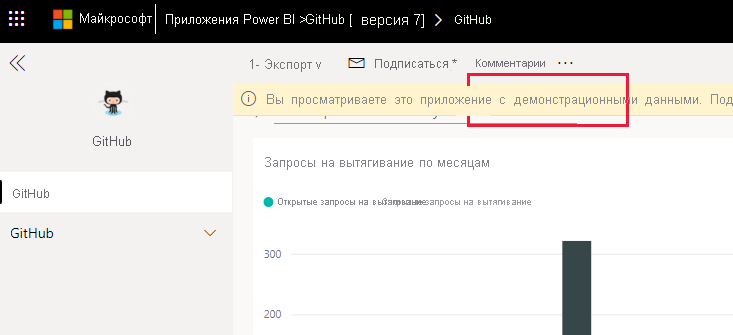 Майкрософт Приложения Power BI >GitHub [ версия 7] > GitHub
1- Экспорт v Подписаться * Комментарии ...
Вы просматриваете это приложение с демонстрационными данными. Под
GitHub
GitHub
GitHub
Запросы на вытягивание по месяцам
Открытые запросы на вытягивание запросы на вытягивание
300
200